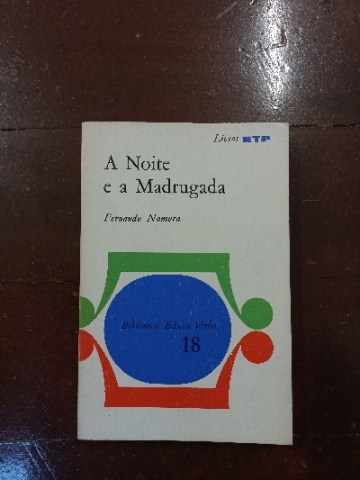 Livros RTP
A Noite
e a Madrugada
Fernando Namora
Biblioteca Básica Verbo
18